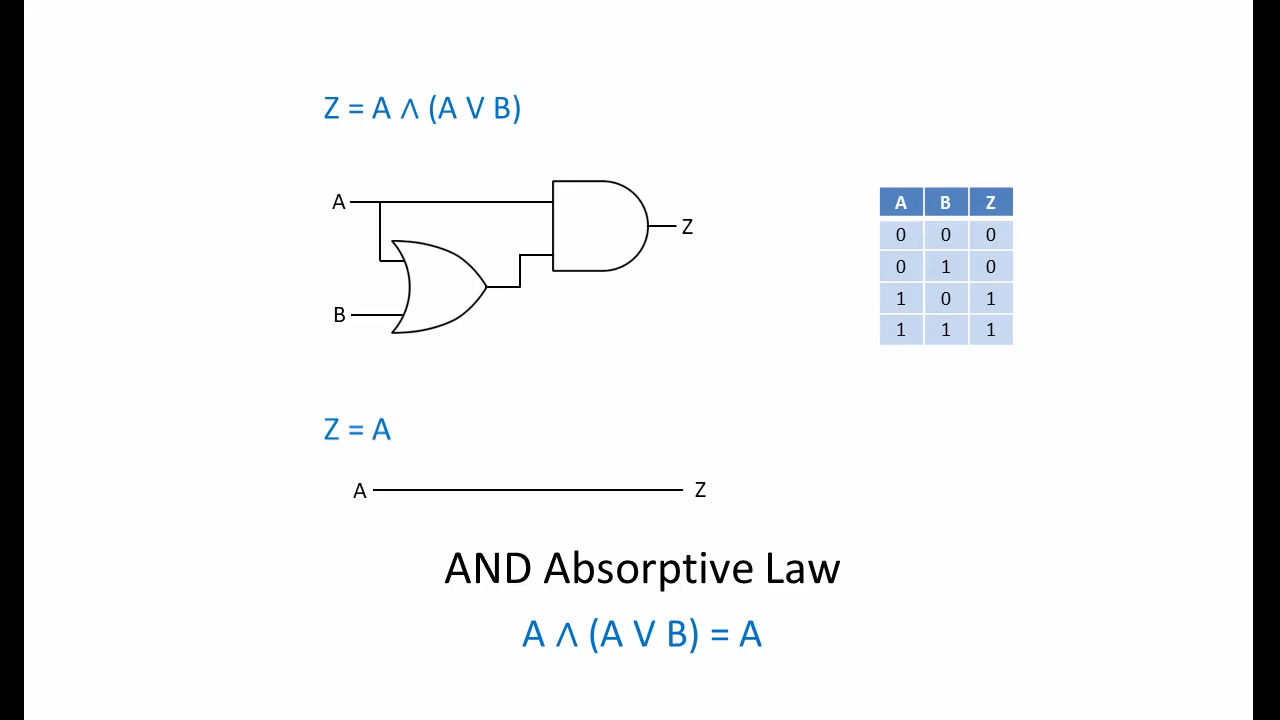 Z = A ∧ (A V B)
A
B
Z
A B Z
0 0 0
0 1 0
1 0 1
1 1 1
Z = A
A Z
AND Absorptive Law
A ∧ (A V B) = A